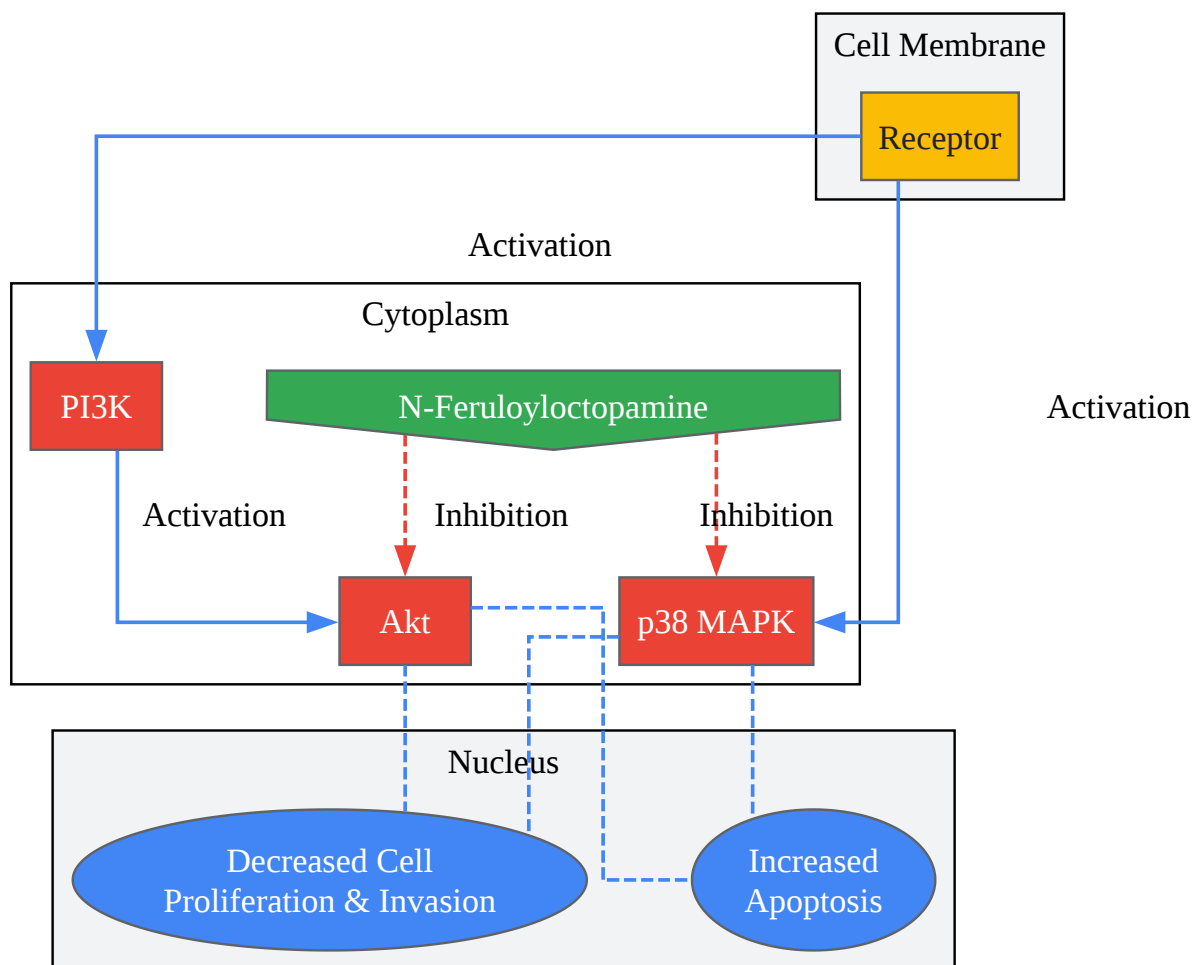 Cell Membrane
Receptor
Activation
Cytoplasm
PI3K
N-Feruloyloctopamine
Activation
Activation
Inhibition
Inhibition
Akt
p38 MAPK
Nucleus
Decreased Cell
Proliferation & Invasion
Increased
Apoptosis